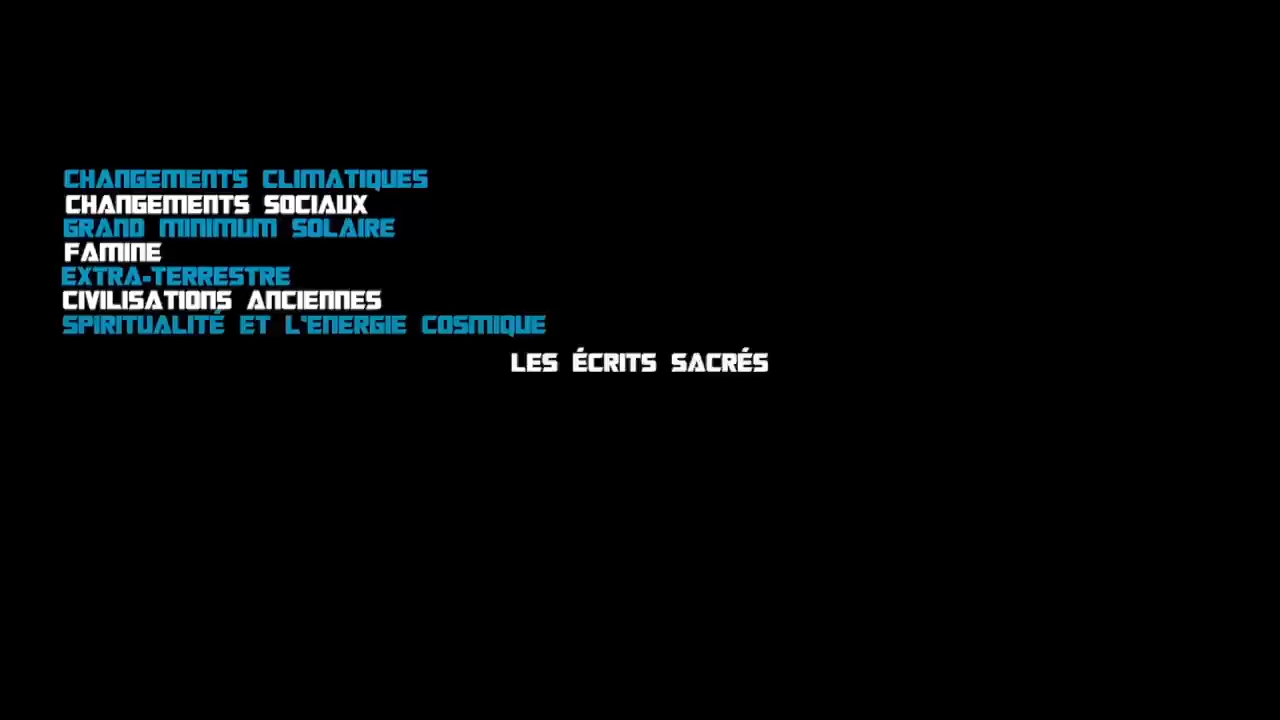 CHANGEMENTS CLIMATIQUES
CHANGEMENTS SOCIAUX
GRAND MINIMUM SOLAIRE
FAMINE
EXTRA-TERRESTRE
CIVILISATIONS ANCIENNES
SPIRITUALITÉ ET L'ENERGIE COSMIQUE
LES ÉCRITS SACRÉS